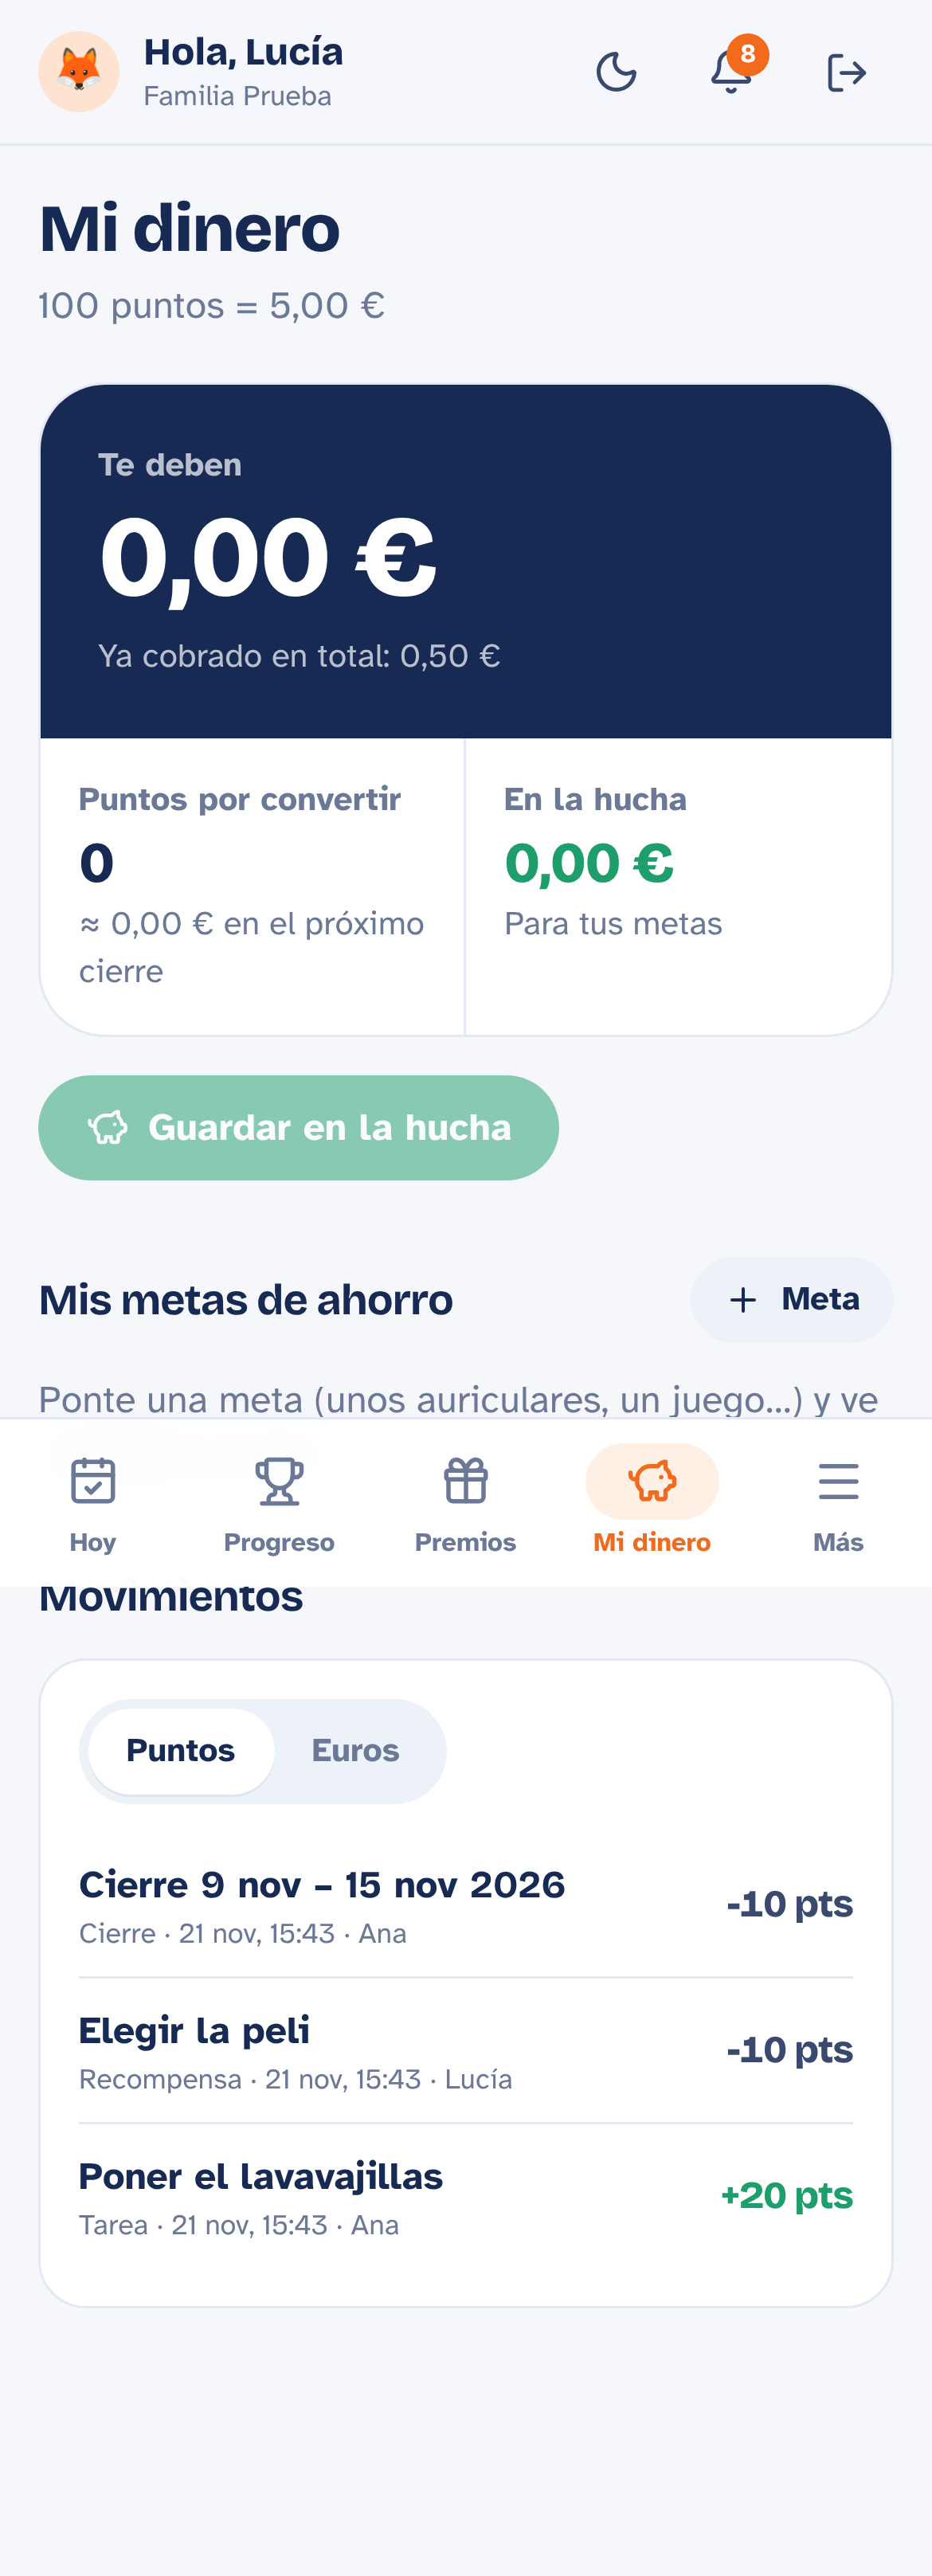 Hola, Lucía
Familia Prueba
8
Mi dinero
100 puntos = 5,00 €
Te deben
0,00 €
Ya cobrado en total: 0,50 €
Puntos por convertir
0
≈ 0,00 € en el próximo
cierre
En la hucha
0,00 €
Para tus metas
Guardar en la hucha
Mis metas de ahorro
+ Meta
Ponte una meta (unos auriculares, un juego...) y ve
Hoy
Progreso
Premios
Mi dinero
Más
Movimientos
Puntos
Euros
Cierre 9 nov – 15 nov 2026
Cierre · 21 nov, 15:43 · Ana
-10 pts
Elegir la peli
Recompensa · 21 nov, 15:43 · Lucía
-10 pts
Poner el lavavajillas
Tarea · 21 nov, 15:43 · Ana
+20 pts